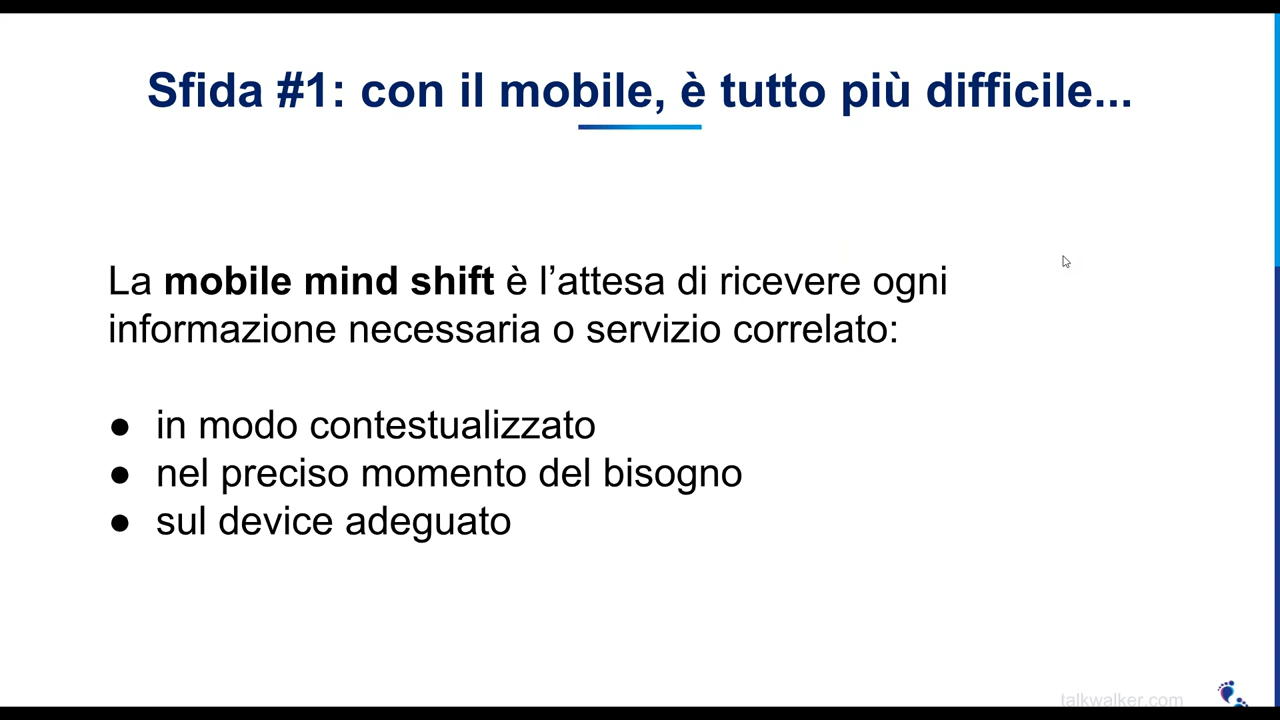 Sfida #1: con il mobile, è tutto più difficile...
La mobile mind shift è l’attesa di ricevere ogni
informazione necessaria o servizio correlato:
● in modo contestualizzato
● nel preciso momento del bisogno
● sul device adeguato
talkwalker.com